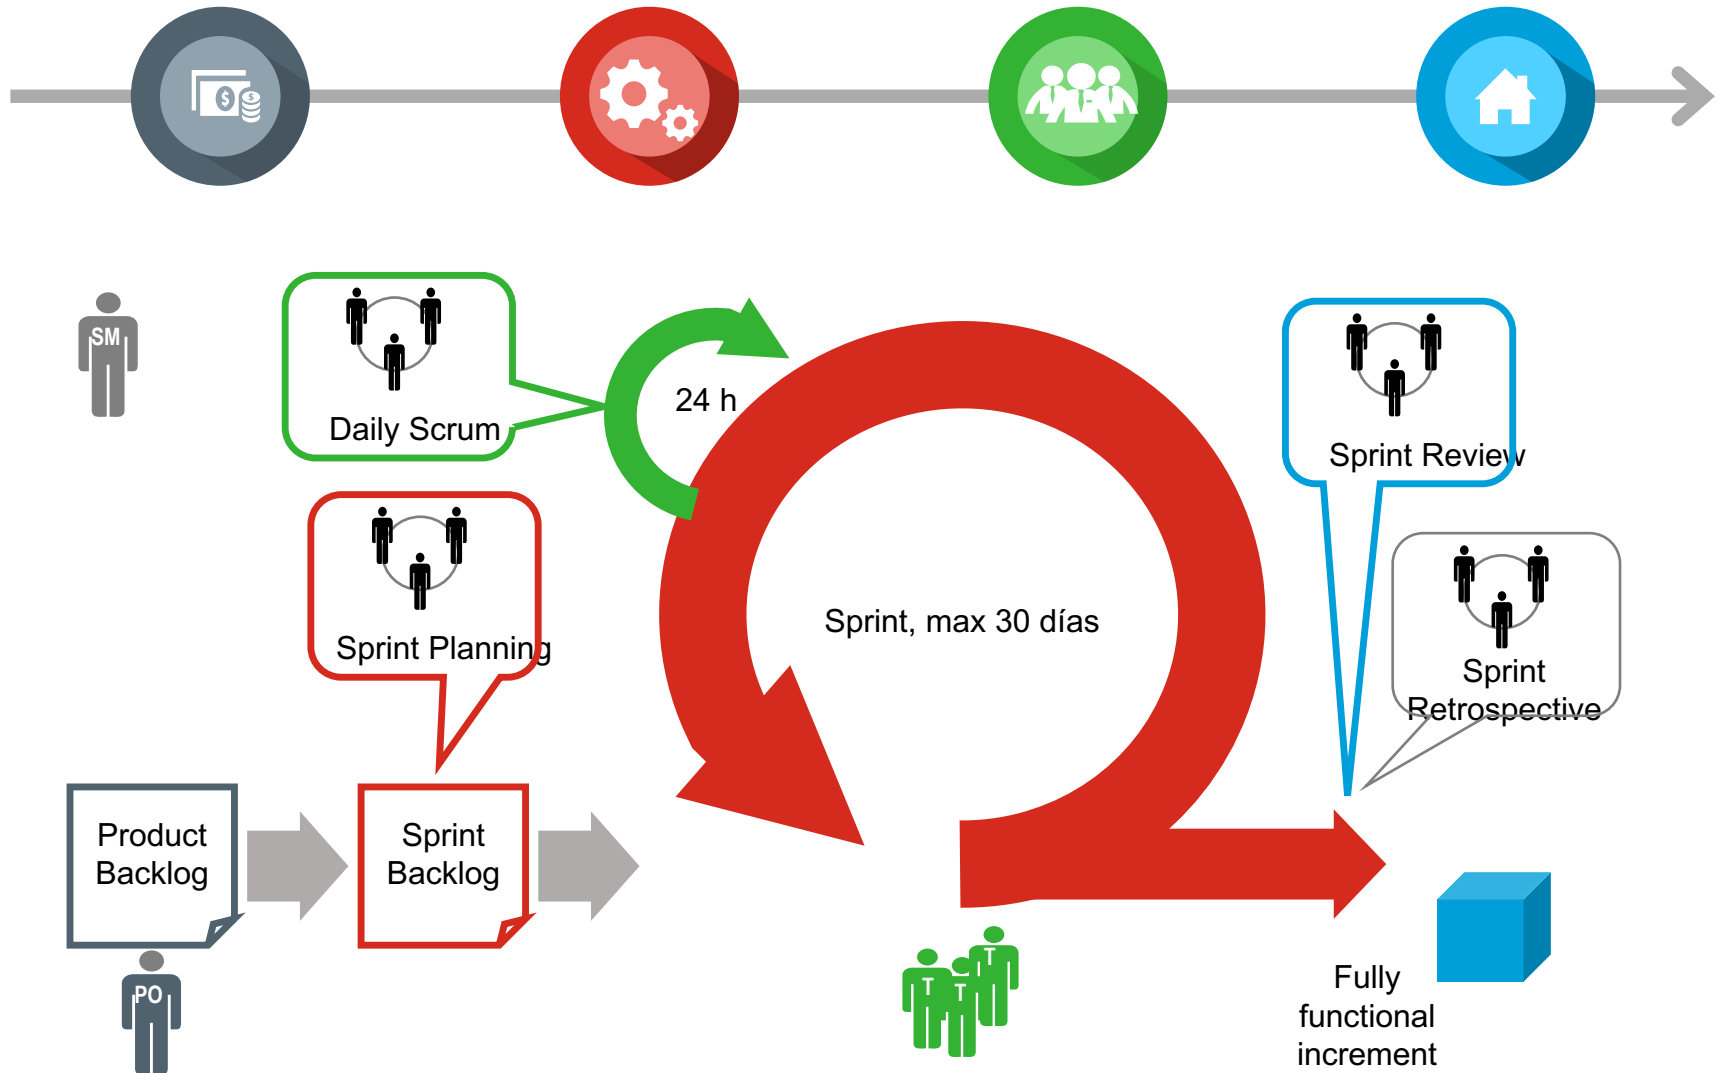 SM
Daily Scrum
24 h
Sprint Review
Sprint Planning
Sprint, max 30 días
Sprint
Retrospective
Product
Backlog
Sprint
Backlog
PO
T
T
T
Fully
functional
increment
$
$